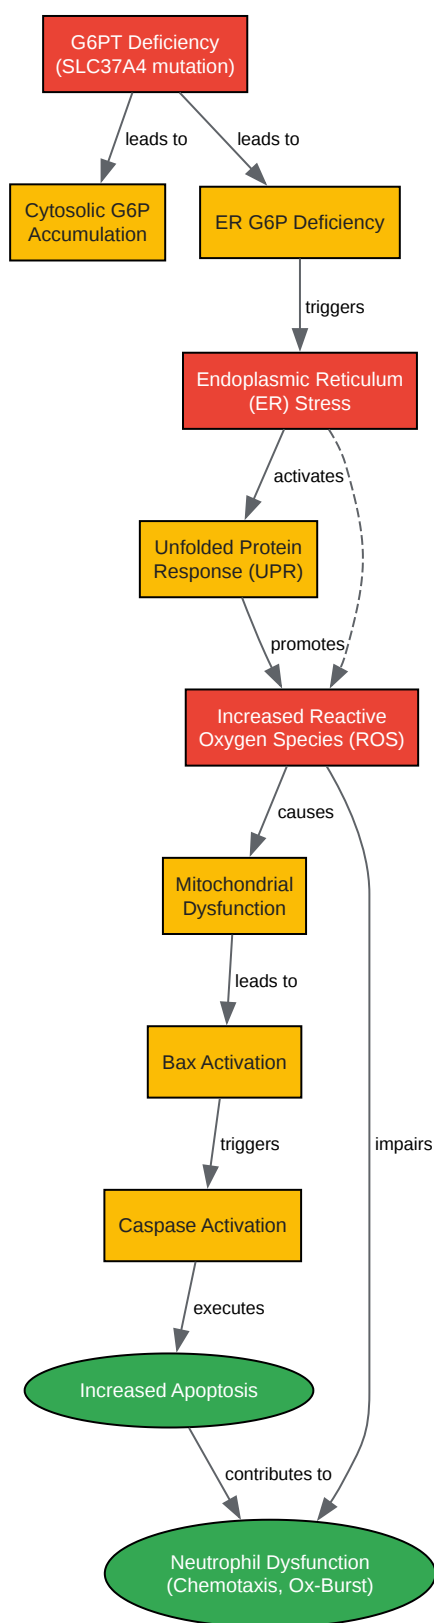 G6PT Deficiency
(SLC37A4 mutation)
leads to
leads to
Cytosolic G6P
Accumulation
ER G6P Deficiency
triggers
Endoplasmic Reticulum
(ER) Stress
activates
Unfolded Protein
Response (UPR)
promotes
Increased Reactive
Oxygen Species (ROS)
causes
Mitochondrial
Dysfunction
leads to
Bax Activation
triggers
impairs
Caspase Activation
executes
Increased Apoptosis
contributes to
Neutrophil Dysfunction
(Chemotaxis, Ox-Burst)